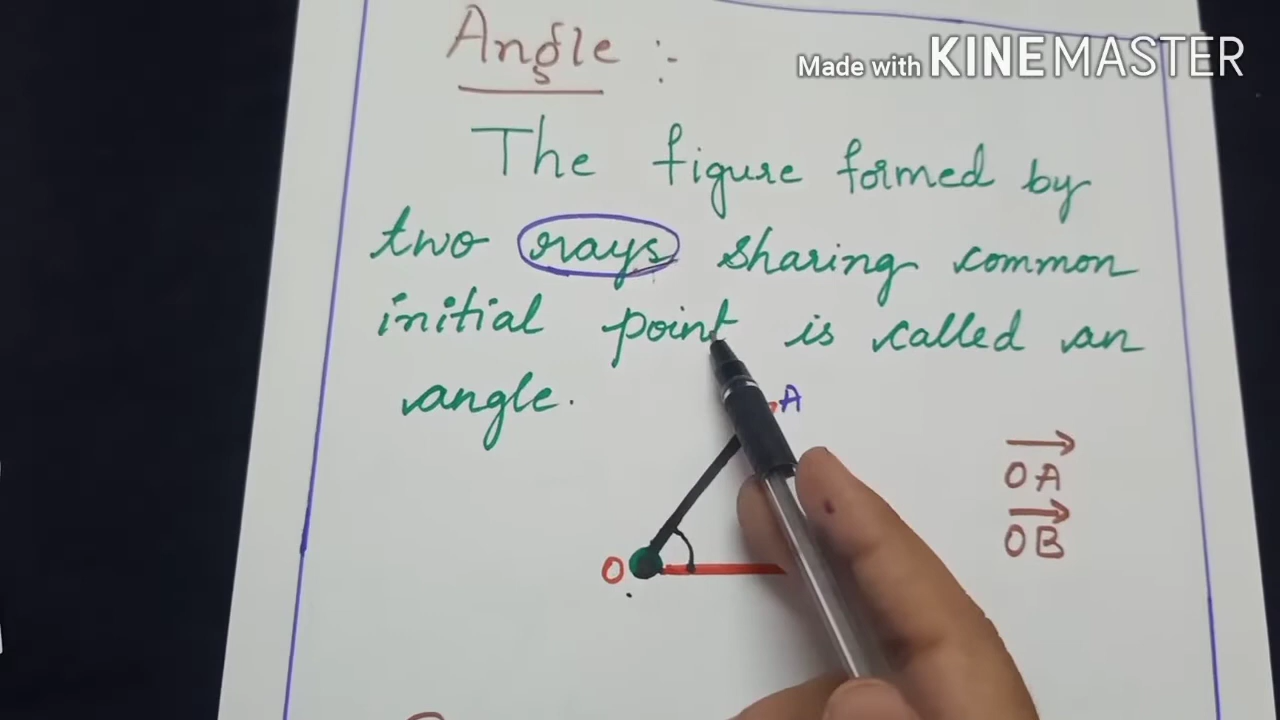 Made with KINEMASTER
Angle :-
The figure formed by
two rays sharing common
initial point is called an
angle.
A
OA
OB
O